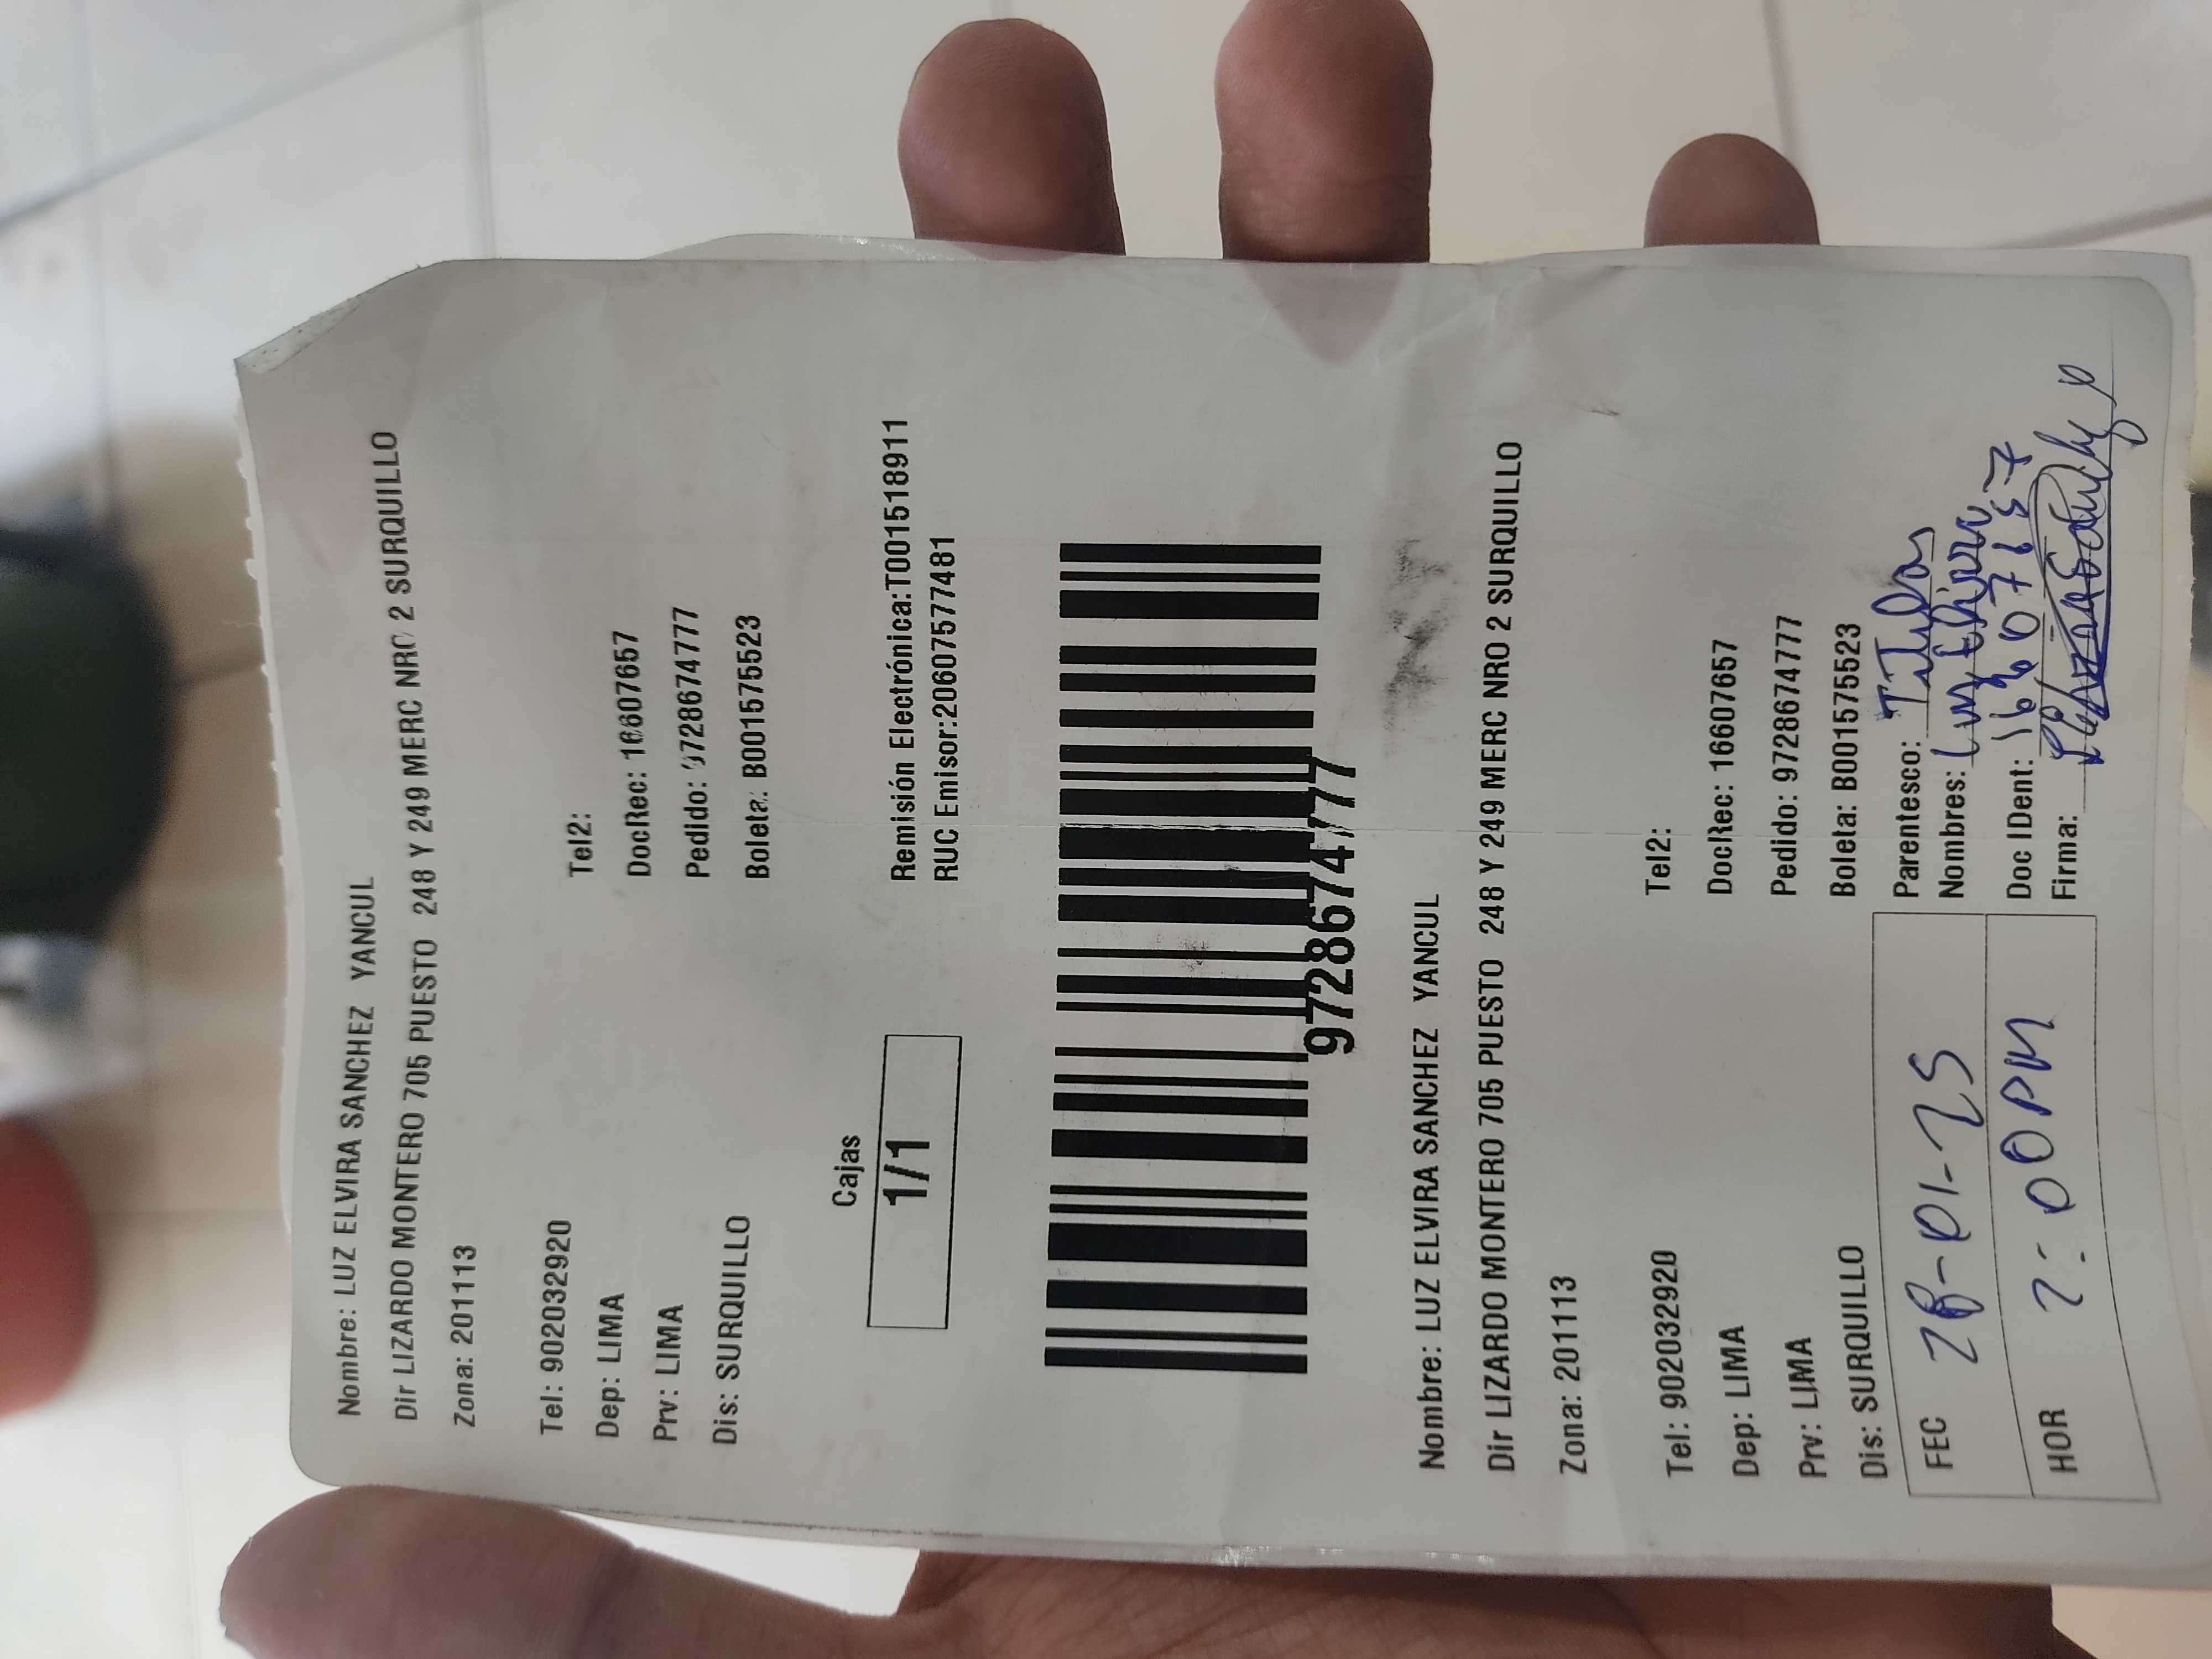 Nombre: LUZ ELVIRA SANCHEZ YANCUL
Dir LIZARDO MONTERO 705 PUESTO 248 Y 249 MERC NRO 2 SURQUILLO
Zona: 201113
Tel: 902032920 Tel2:
Dep: LIMA DocRec: 16607657
Prv: LIMA Pedido: 9728674777
Dis: SURQUILLO Boleta: B001575523
Cajas
1/1
Remisión Electrónica:T001518911
RUC Emisor:20607577481
9728674777
Nombre: LUZ ELVIRA SANCHEZ YANCUL
Dir LIZARDO MONTERO 705 PUESTO 248 Y 249 MERC NRO 2 SURQUILLO
Zona: 201113
Tel: 902032920 Tel2:
Dep: LIMA DocRec: 16607657
Prv: LIMA Pedido: 9728674777
Dis: SURQUILLO Boleta: B001575523
FEC 28-01-25
HOR 2:00PM
Parentesco: Titular
Nombres: Luz Elvira
Doc IDent:
Firma: